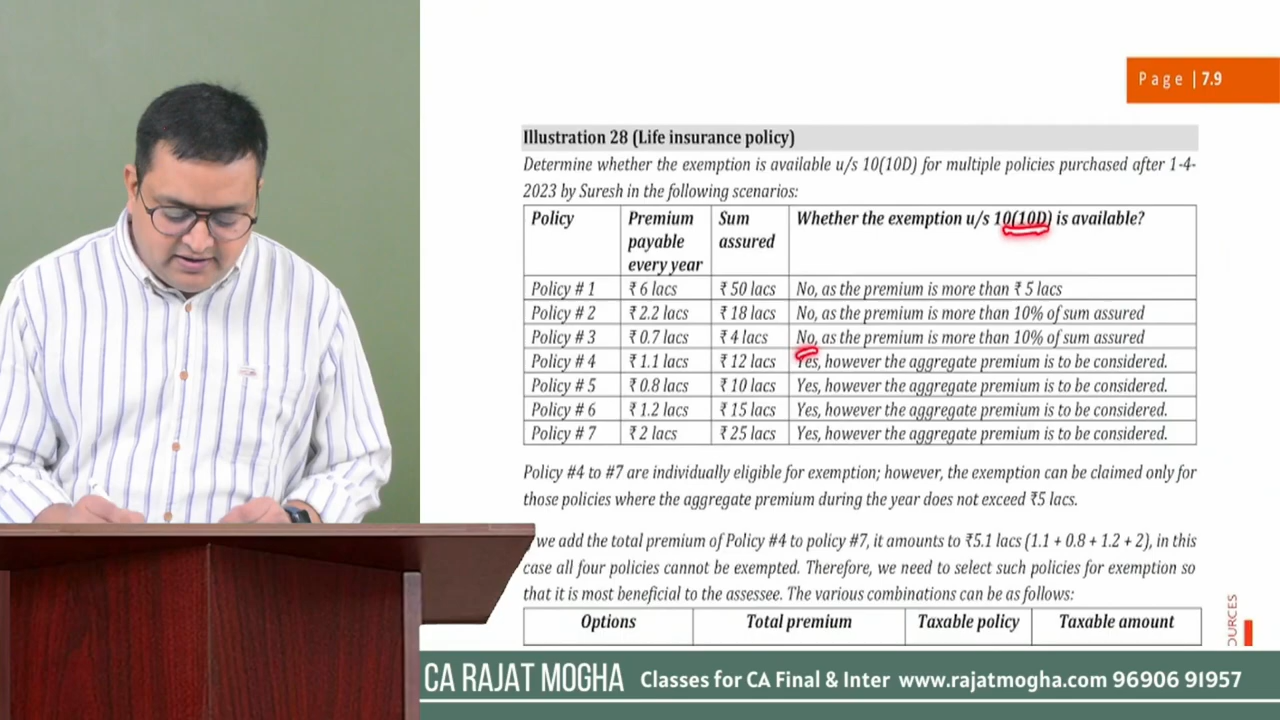 Page | 7.9
Illustration 28 (Life insurance policy)
Determine whether the exemption is available u/s 10(10D) for multiple policies purchased after 1-4-
2023 by Suresh in the following scenarios:
Policy Premium payable every year Sum assured Whether the exemption u/s 10(10D) is available?
Policy # 1 ₹ 6 lacs ₹ 50 lacs No, as the premium is more than ₹ 5 lacs
Policy # 2 ₹ 2.2 lacs ₹ 18 lacs No, as the premium is more than 10% of sum assured
Policy # 3 ₹ 0.7 lacs ₹ 4 lacs No, as the premium is more than 10% of sum assured
Policy # 4 ₹ 1.1 lacs ₹ 12 lacs Yes, however the aggregate premium is to be considered.
Policy # 5 ₹ 0.8 lacs ₹ 10 lacs Yes, however the aggregate premium is to be considered.
Policy # 6 ₹ 1.2 lacs ₹ 15 lacs Yes, however the aggregate premium is to be considered.
Policy # 7 ₹ 2 lacs ₹ 25 lacs Yes, however the aggregate premium is to be considered.
Policy #4 to #7 are individually eligible for exemption; however, the exemption can be claimed only for
those policies where the aggregate premium during the year does not exceed ₹5 lacs.
we add the total premium of Policy #4 to policy #7, it amounts to ₹5.1 lacs (1.1 + 0.8 + 1.2 + 2), in this
case all four policies cannot be exempted. Therefore, we need to select such policies for exemption so
that it is most beneficial to the assessee. The various combinations can be as follows:
Options Total premium Taxable policy Taxable amount
OURCES
CA RAJAT MOGHA Classes for CA Final & Inter www.rajatmogha.com 96906 91957